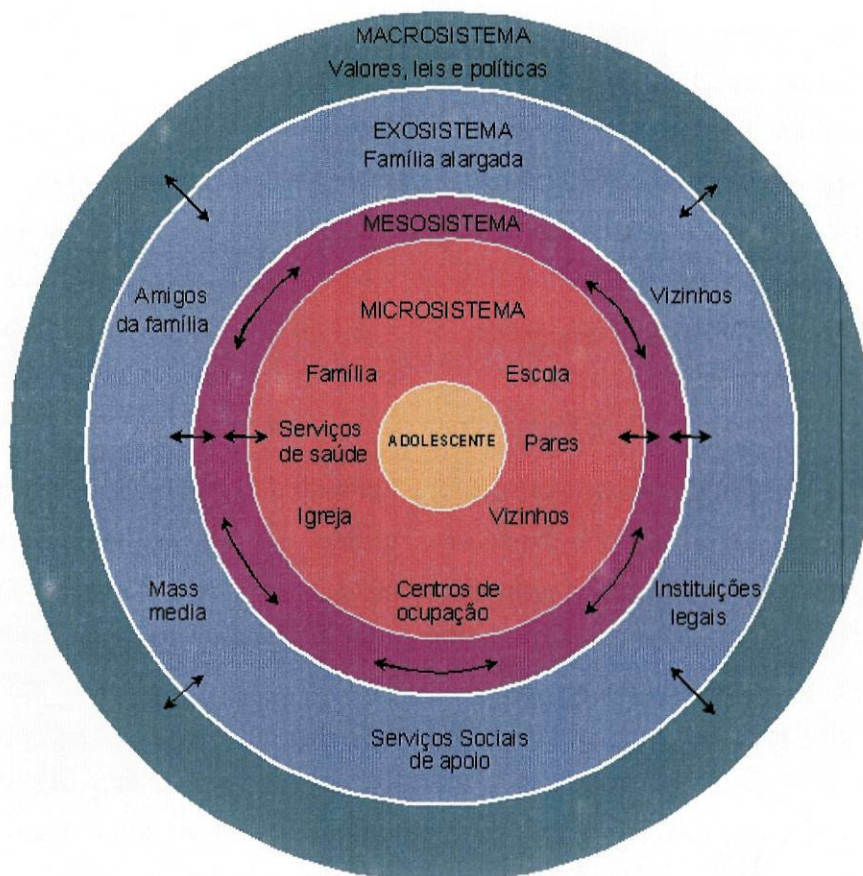 MACROSISTEMA
Valores, leis e políticas
EXOSISTEMA
Família alargada
MESOSISTEMA
Amigos
da família
Vizinhos
MICROSISTEMA
Família
Escola
Serviços
de saúde
ADOLESCENTE
Pares
Igreja
Vizinhos
Centros de
ocupação
Mass
media
Instituições
legais
Serviços Sociais
de apoio